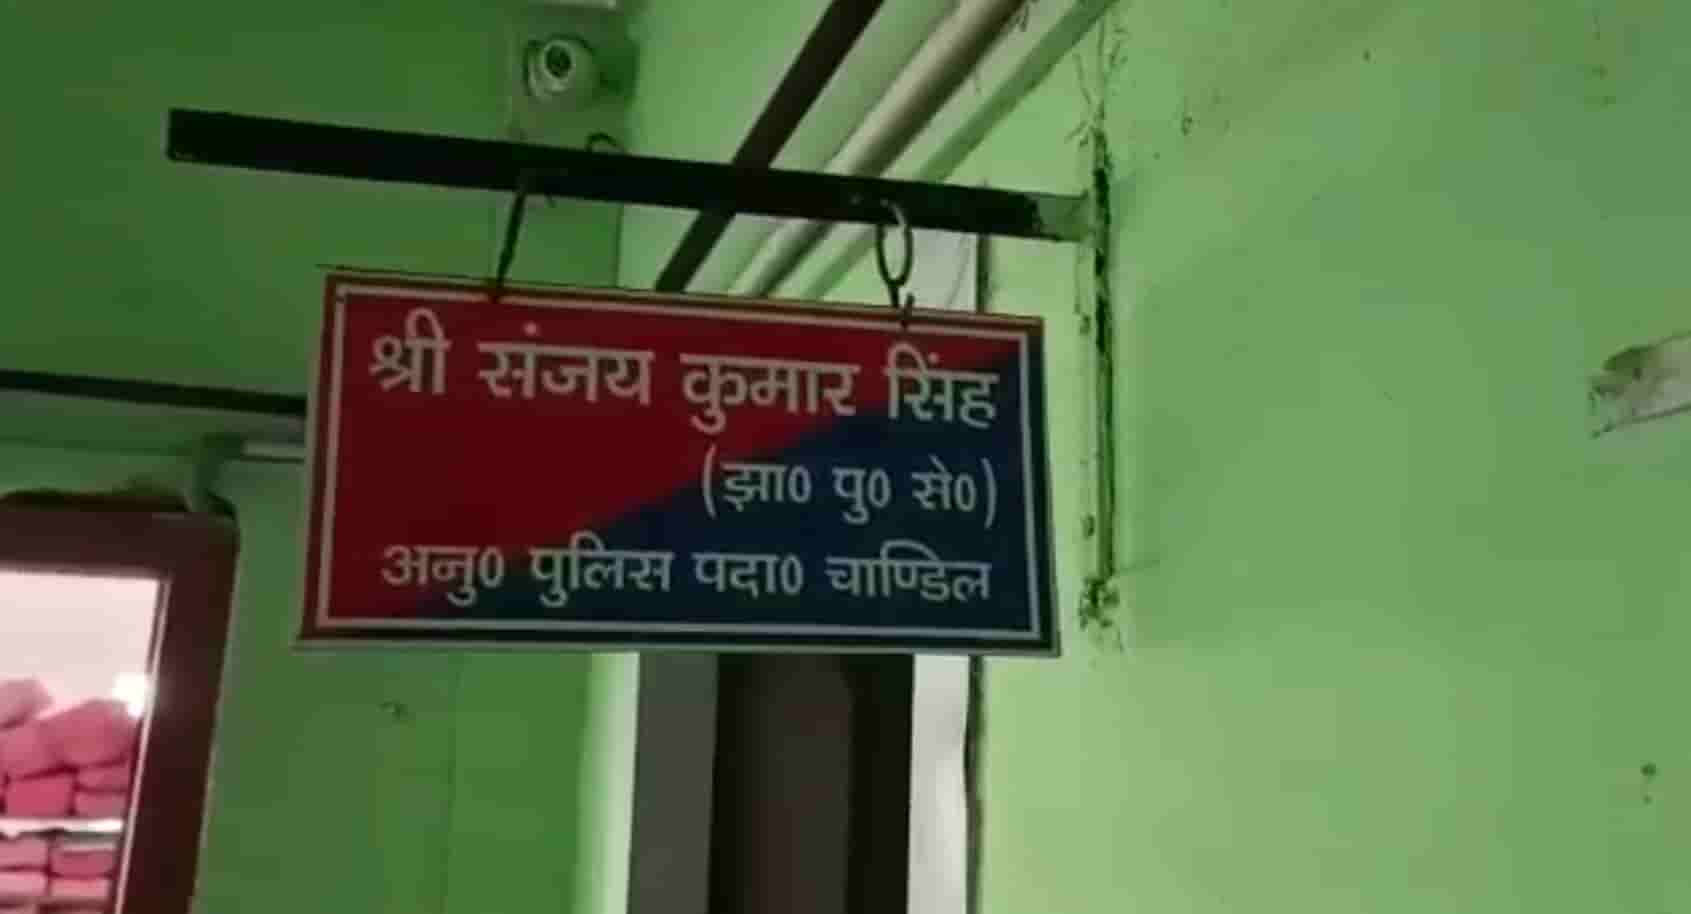 श्री संजय कुमार सिंह
(झा0 पु0 से0)
अनु0 पुलिस पदा0 चाण्डिल